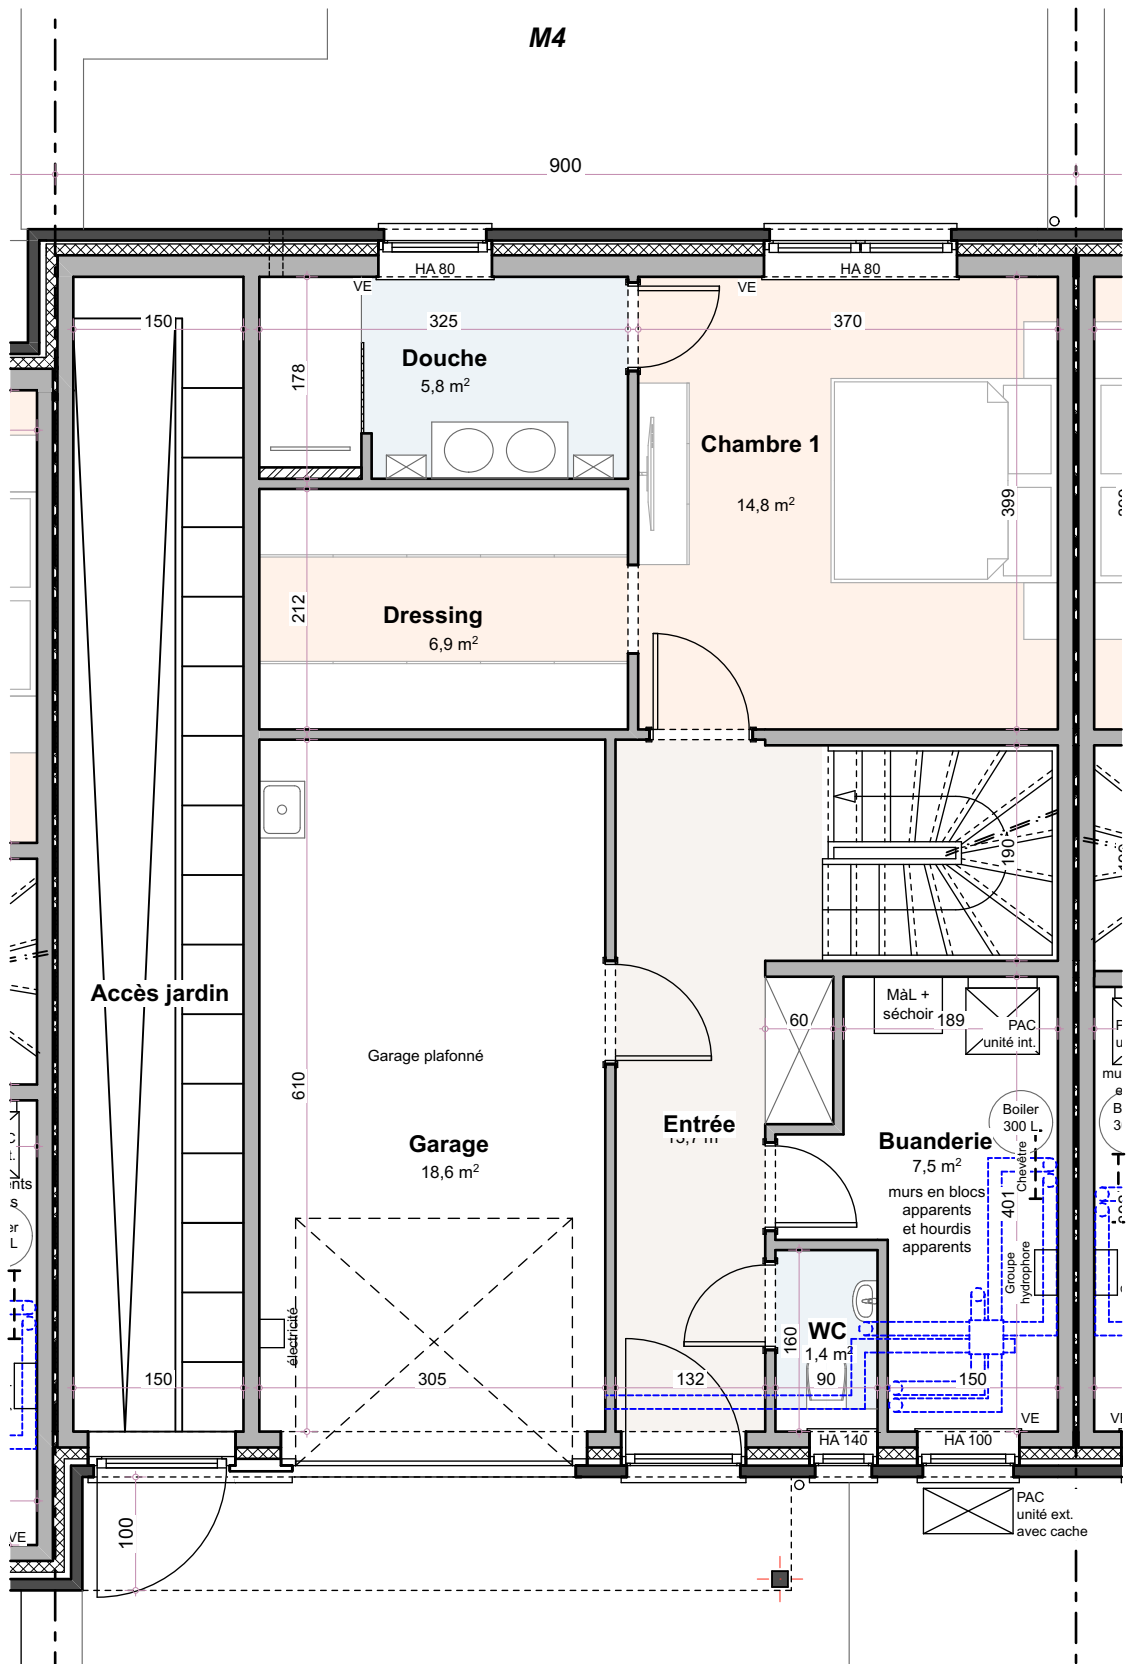 M4
900
HA 80
HA 80
VE
VE
150
325
370
Douche
5,8 m²
178
Chambre 1
14,8 m²
399
212
Dressing
6,9 m²
190
Accès jardin
MàL +
séchoir
60
189
PAC
unité int.
Garage plafonné
610
Boiler
300 L.
Garage
18,6 m²
Entrée
Buanderie
7,5 m²
murs en blocs
apparents
et hourdis
apparents
Chevêtre
401
Groupe
hydrophore
électricité
160
WC
1,4 m²
150
305
132
90
150
VE
HA 140
HA 100
VE
100
PAC
unité ext.
avec cache